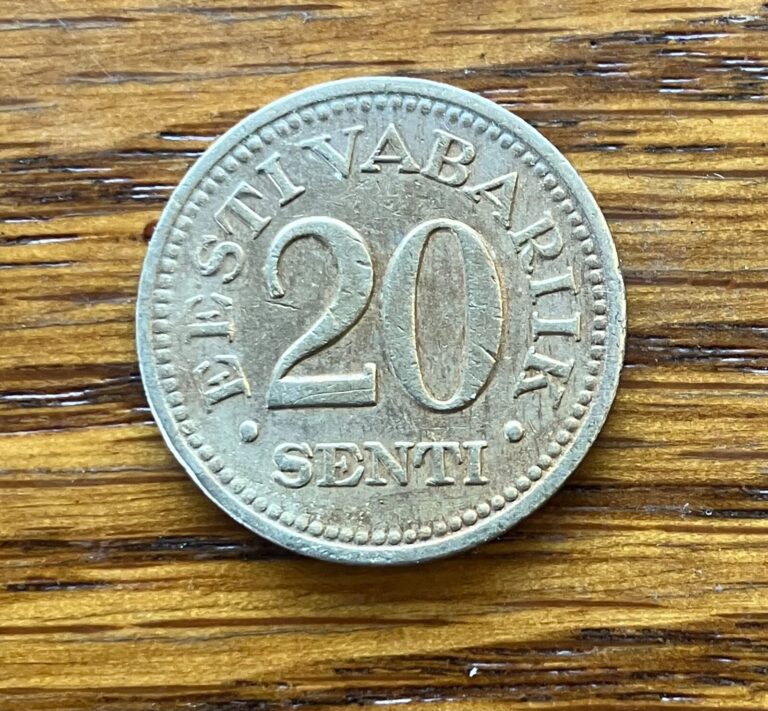 EESTI VABARIIK
20
• SENTI •